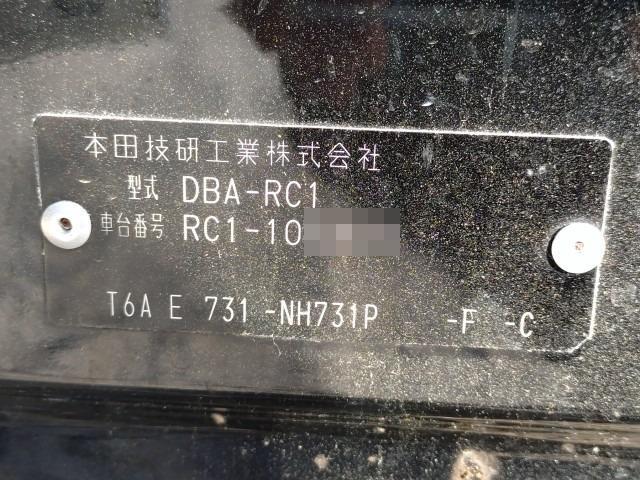 本田技研工業株式会社
型式 DBA-RC1
車台番号 RC1-10
T6A E 731 -NH731P -F -C